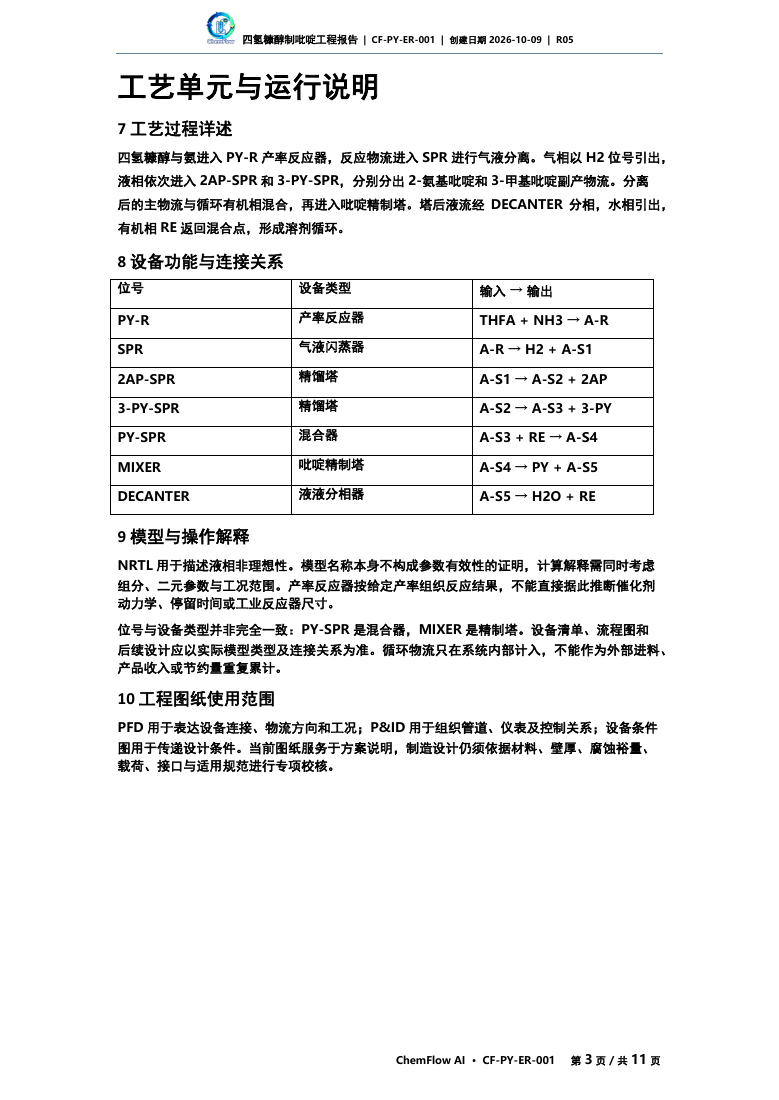 ChemFlow
四氢糠醇制吡啶工程报告 | CF-PY-ER-001 | 创建日期 2026-10-09 | R05
工艺单元与运行说明
7 工艺过程详述
四氢糠醇与氨进入 PY-R 产率反应器，反应物流进入 SPR 进行气液分离。气相以 H2 位号引出，
液相依次进入 2AP-SPR 和 3-PY-SPR，分别分出 2-氨基吡啶和 3-甲基吡啶副产物流。分离
后的主物流与循环有机相混合，再进入吡啶精制塔。塔后液流经 DECANTER 分相，水相引出，
有机相 RE 返回混合点，形成溶剂循环。
8 设备功能与连接关系
位号 设备类型 输入 → 输出
PY-R 产率反应器 THFA + NH3 → A-R
SPR 气液闪蒸器 A-R → H2 + A-S1
2AP-SPR 精馏塔 A-S1 → A-S2 + 2AP
3-PY-SPR 精馏塔 A-S2 → A-S3 + 3-PY
PY-SPR 混合器 A-S3 + RE → A-S4
MIXER 吡啶精制塔 A-S4 → PY + A-S5
DECANTER 液液分相器 A-S5 → H2O + RE
9 模型与操作解释
NRTL 用于描述液相非理想性。模型名称本身不构成参数有效性的证明，计算解释需同时考虑
组分、二元参数与工况范围。产率反应器按给定产率组织反应结果，不能直接据此推断催化剂
动力学、停留时间或工业反应器尺寸。
位号与设备类型并非完全一致：PY-SPR 是混合器，MIXER 是精制塔。设备清单、流程图和
后续设计应以实际模型类型及连接关系为准。循环物流只在系统内部计入，不能作为外部进料、
产品收入或节约量重复累计。
10 工程图纸使用范围
PFD 用于表达设备连接、物流方向和工况；P&ID 用于组织管道、仪表及控制关系；设备条件
图用于传递设计条件。当前图纸服务于方案说明，制造设计仍须依据材料、壁厚、腐蚀裕量、
载荷、接口与适用规范进行专项校核。
ChemFlow AI · CF-PY-ER-001 第 3 页 / 共 11 页